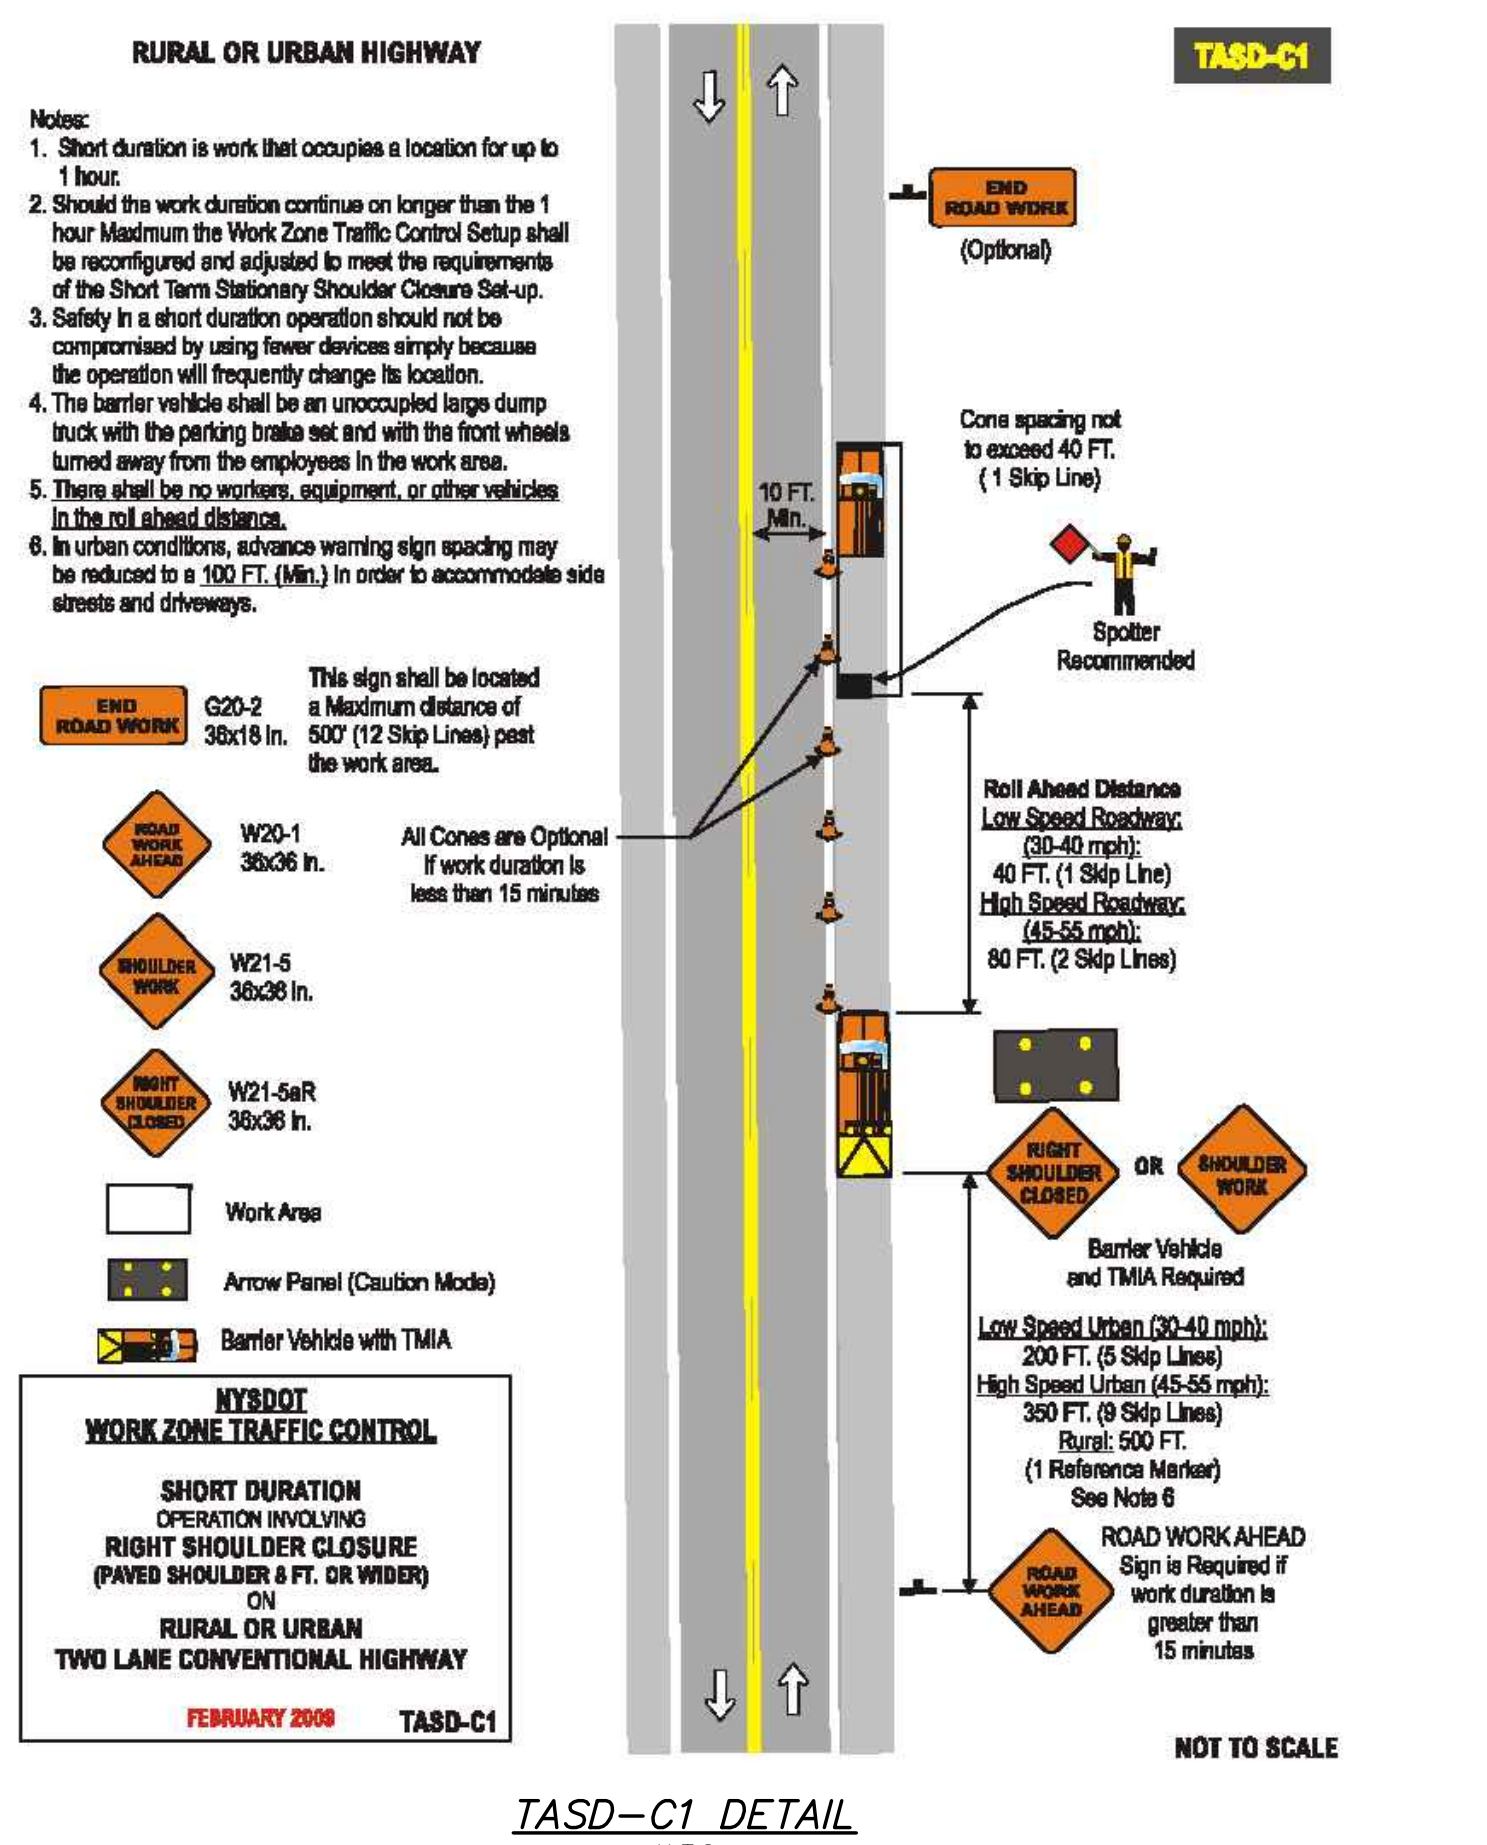 RURAL OR URBAN HIGHWAY
TASD-C1
Notes:
1. Short duration is work that occupies a location for up to
1 hour.
2. Should the work duration continue on longer than the 1
hour Maximum the Work Zone Traffic Control Setup shall
be reconfigured and adjusted to meet the requirements
of the Short Term Stationary Shoulder Closure Set-up.
3. Safety in a short duration operation should not be
compromised by using fewer devices simply because
the operation will frequently change its location.
4. The barrier vehicle shall be an unoccupied large dump
truck with the parking brake set and with the front wheels
turned away from the employees in the work area.
5. There shall be no workers, equipment, or other vehicles
in the roll ahead distance.
6. In urban conditions, advance warning sign spacing may
be reduced to a 100 FT. (Min.) in order to accommodate side
streets and driveways.
END
ROAD WORK
(Optional)
Cone spacing not
to exceed 40 FT.
( 1 Skip Line)
10 FT.
Min.
Spotter
Recommended
END
ROAD WORK
G20-2
36x18 in.
This sign shall be located
a Maximum distance of
500' (12 Skip Lines) past
the work area.
ROAD
WORK
AHEAD
W20-1
36x36 in.
All Cones are Optional
If work duration is
less than 15 minutes
Roll Ahead Distance
Low Speed Roadway:
(30-40 mph):
40 FT. (1 Skip Line)
High Speed Roadway:
(45-55 mph):
80 FT. (2 Skip Lines)
SHOULDER
WORK
W21-5
36x36 in.
RIGHT
SHOULDER
CLOSED
W21-5aR
36x36 in.
RIGHT
SHOULDER
CLOSED
OR
SHOULDER
WORK
Barrier Vehicle
and TMIA Required
Work Area
Arrow Panel (Caution Mode)
Barrier Vehicle with TMIA
Low Speed Urban (30-40 mph):
200 FT. (5 Skip Lines)
High Speed Urban (45-55 mph):
350 FT. (9 Skip Lines)
Rural: 500 FT.
(1 Reference Marker)
See Note 6
ROAD
WORK
AHEAD
ROAD WORK AHEAD
Sign is Required if
work duration is
greater than
15 minutes
NYSDOT
WORK ZONE TRAFFIC CONTROL
SHORT DURATION
OPERATION INVOLVING
RIGHT SHOULDER CLOSURE
(PAVED SHOULDER 8 FT. OR WIDER)
ON
RURAL OR URBAN
TWO LANE CONVENTIONAL HIGHWAY
FEBRUARY 2009
TASD-C1
NOT TO SCALE
TASD-C1 DETAIL